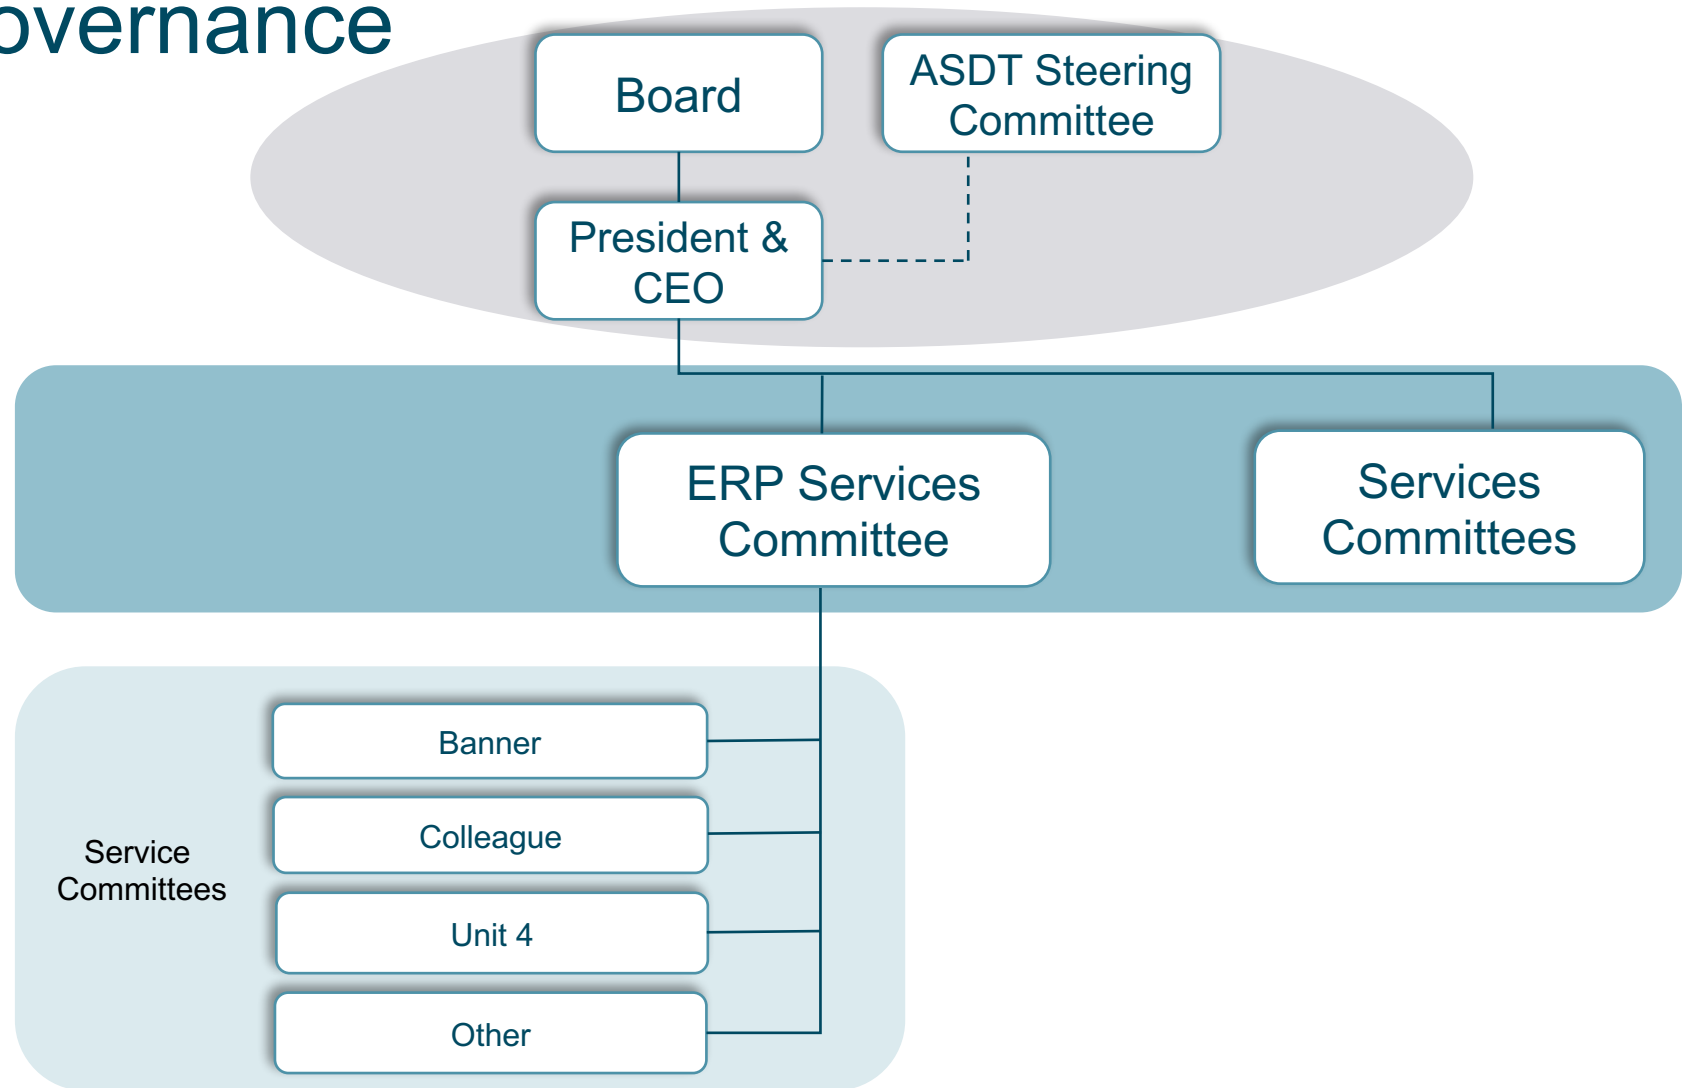 overnance
Board
ASDT Steering
Committee
President &
CEO
ERP Services
Committee
Services
Committees
Service
Committees
Banner
Colleague
Unit 4
Other